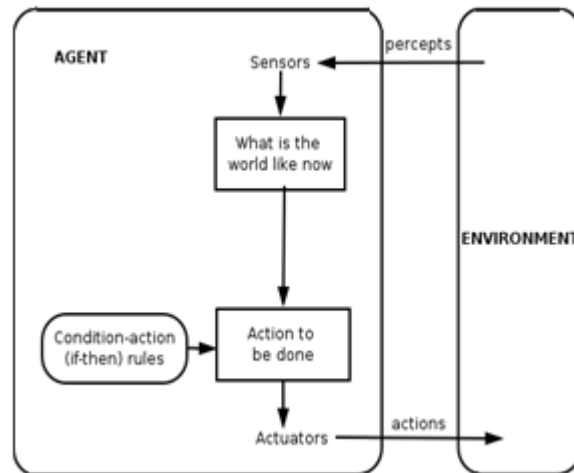 AGENT
Sensors
percepts
What is the
world like now
ENVIRONMENT
Condition-action
(if-then) rules
Action to
be done
Actuators
actions